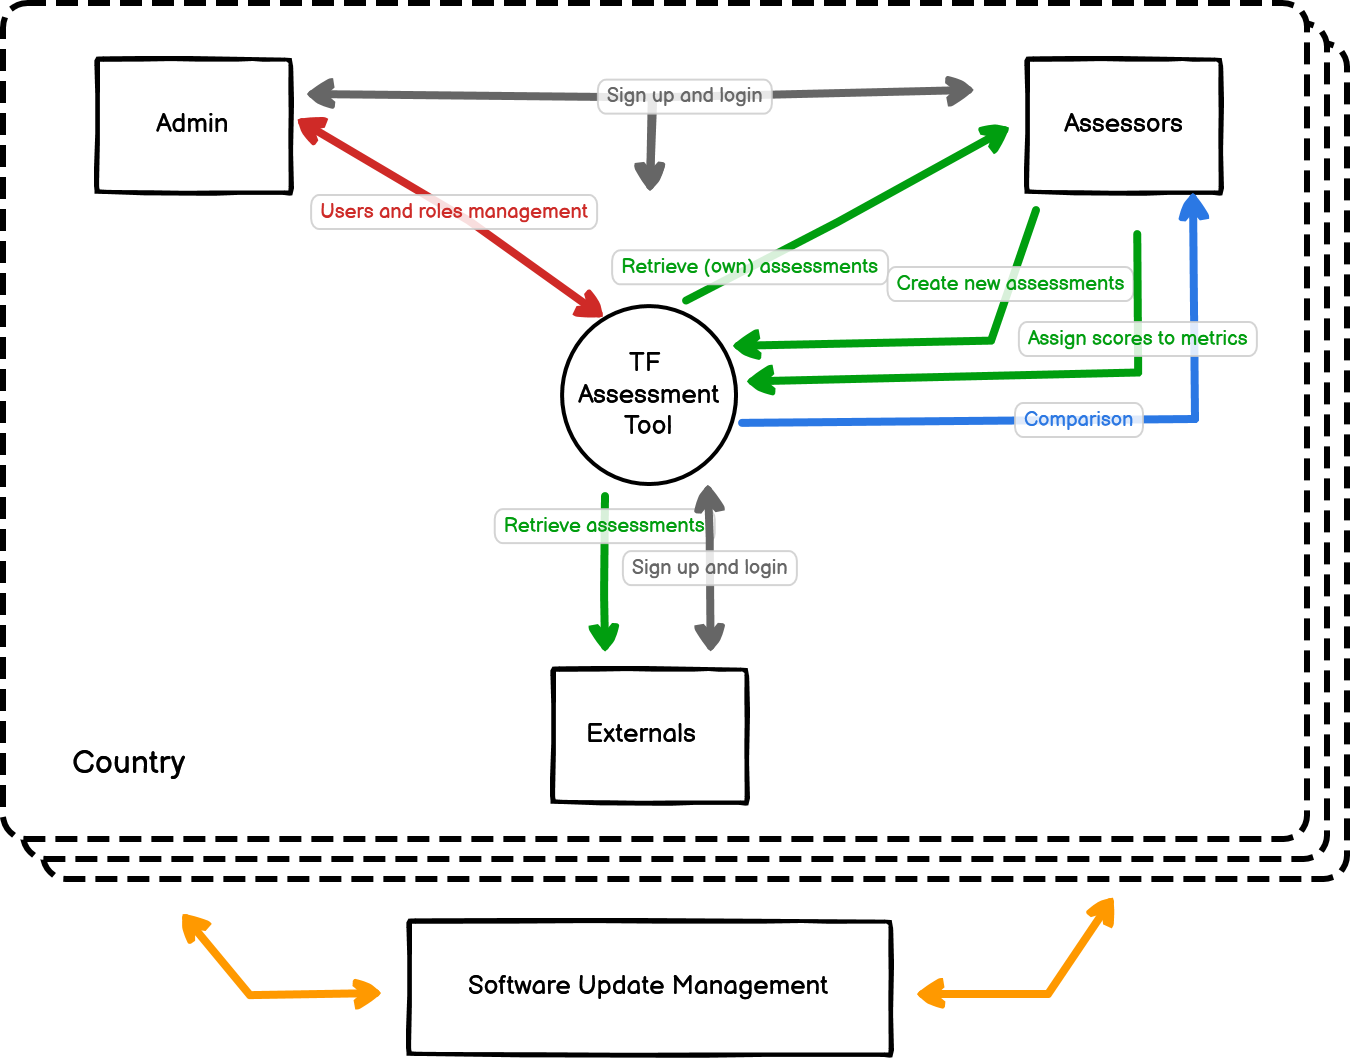 Sign up and login
Admin
Assessors
Users and roles management
Retrieve (own) assessments
Create new assessments
Assign scores to metrics
TF
Assessment
Tool
Comparison
Retrieve assessments
Sign up and login
Externals
Country
Software Update Management